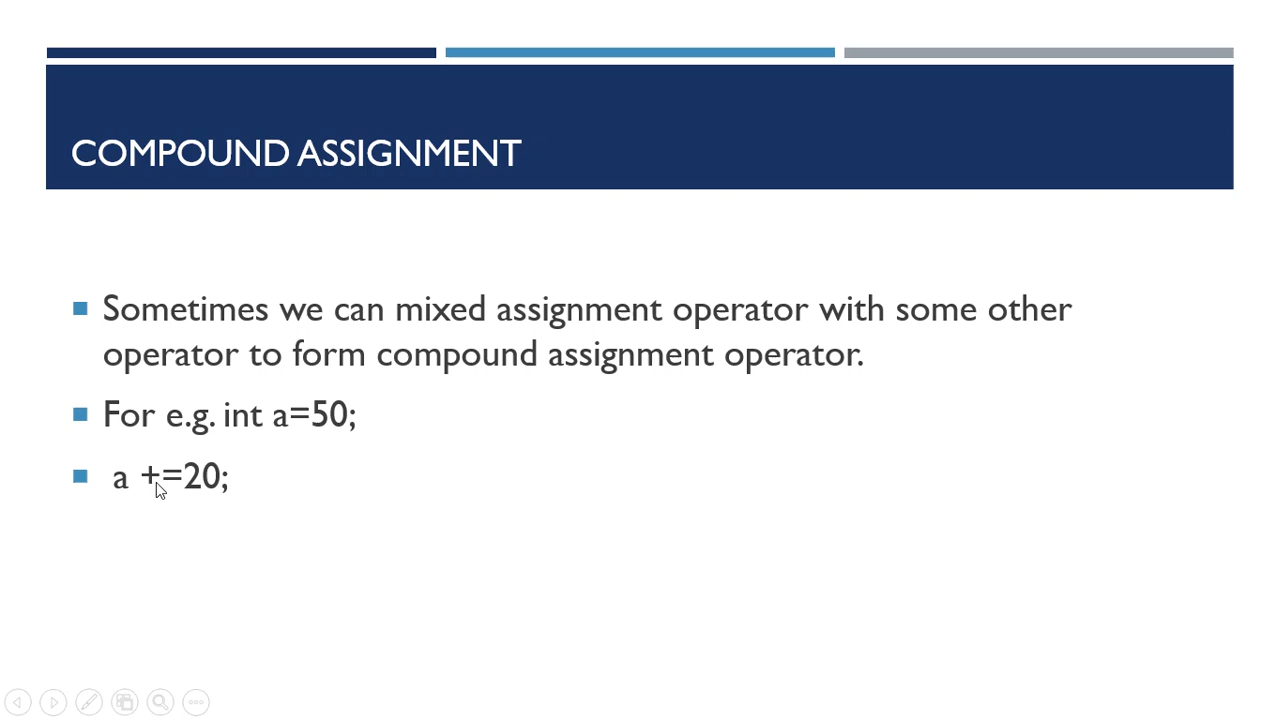 COMPOUND ASSIGNMENT
Sometimes we can mixed assignment operator with some other
operator to form compound assignment operator.
For e.g. int a=50;
a +=20;